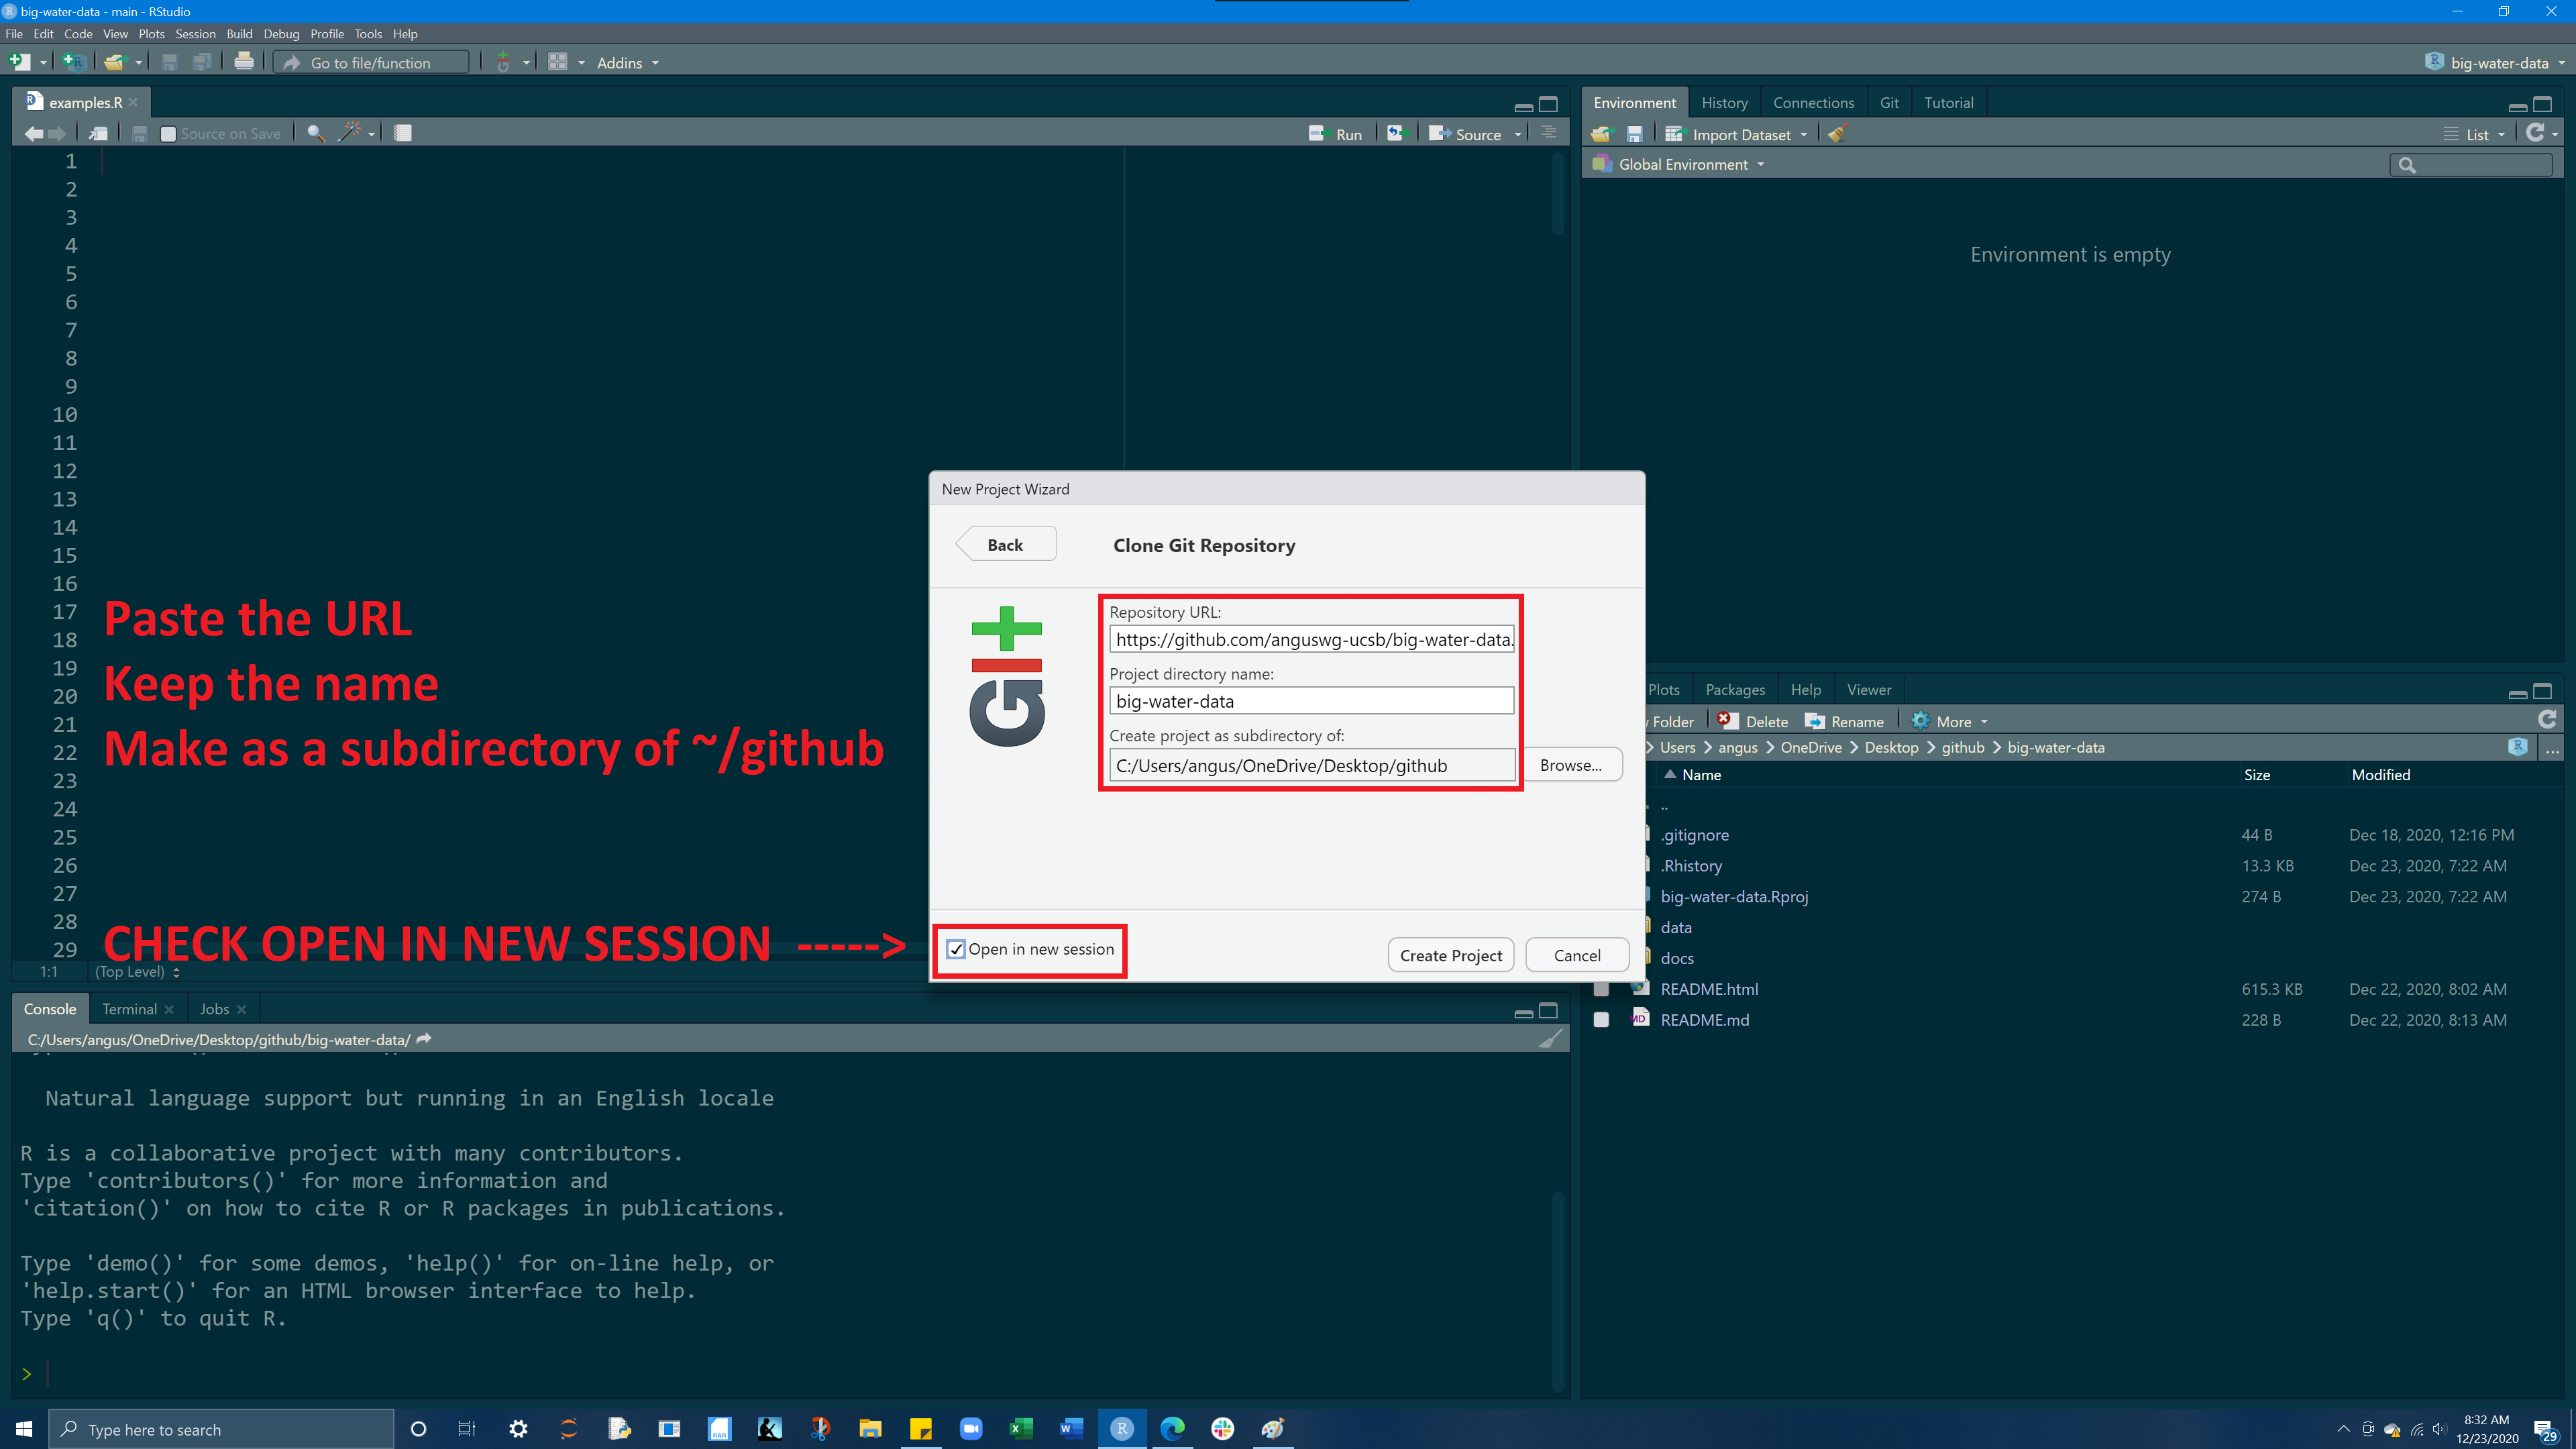 big-water-data - main - RStudio
File Edit Code View Plots Session Build Debug Profile Tools Help
Go to file/function Addins big-water-data
examples.R
Source on Save Run Source
1
2
3
4
5
6
7
8
9
10
11
12
13
14
15
16
17
18
19
20
21
22
23
24
25
26
27
28
29
Paste the URL
Keep the name
Make as a subdirectory of ~/github
CHECK OPEN IN NEW SESSION ----->
1:1 (Top Level)
New Project Wizard
Back Clone Git Repository
Git
Repository URL:
https://github.com/anguswg-ucsb/big-water-data.
Project directory name:
big-water-data
Create project as subdirectory of:
C:/Users/angus/OneDrive/Desktop/github Browse...
Open in new session Create Project Cancel
Environment History Connections Git Tutorial
Import Dataset List
Global Environment
Environment is empty
Plots Packages Help Viewer
Folder Delete Rename More
Users > angus > OneDrive > Desktop > github > big-water-data ...
Name Size Modified
..
.gitignore 44 B Dec 18, 2020, 12:16 PM
.Rhistory 13.3 KB Dec 23, 2020, 7:22 AM
big-water-data.Rproj 274 B Dec 23, 2020, 7:22 AM
data
docs
README.html 615.3 KB Dec 22, 2020, 8:02 AM
README.md 228 B Dec 22, 2020, 8:13 AM
Console Terminal Jobs
C:/Users/angus/OneDrive/Desktop/github/big-water-data/
Natural language support but running in an English locale
R is a collaborative project with many contributors.
Type 'contributors()' for more information and
'citation()' on how to cite R or R packages in publications.
Type 'demo()' for some demos, 'help()' for on-line help, or
'help.start()' for an HTML browser interface to help.
Type 'q()' to quit R.
>
Type here to search
8:32 AM
12/23/2020
29